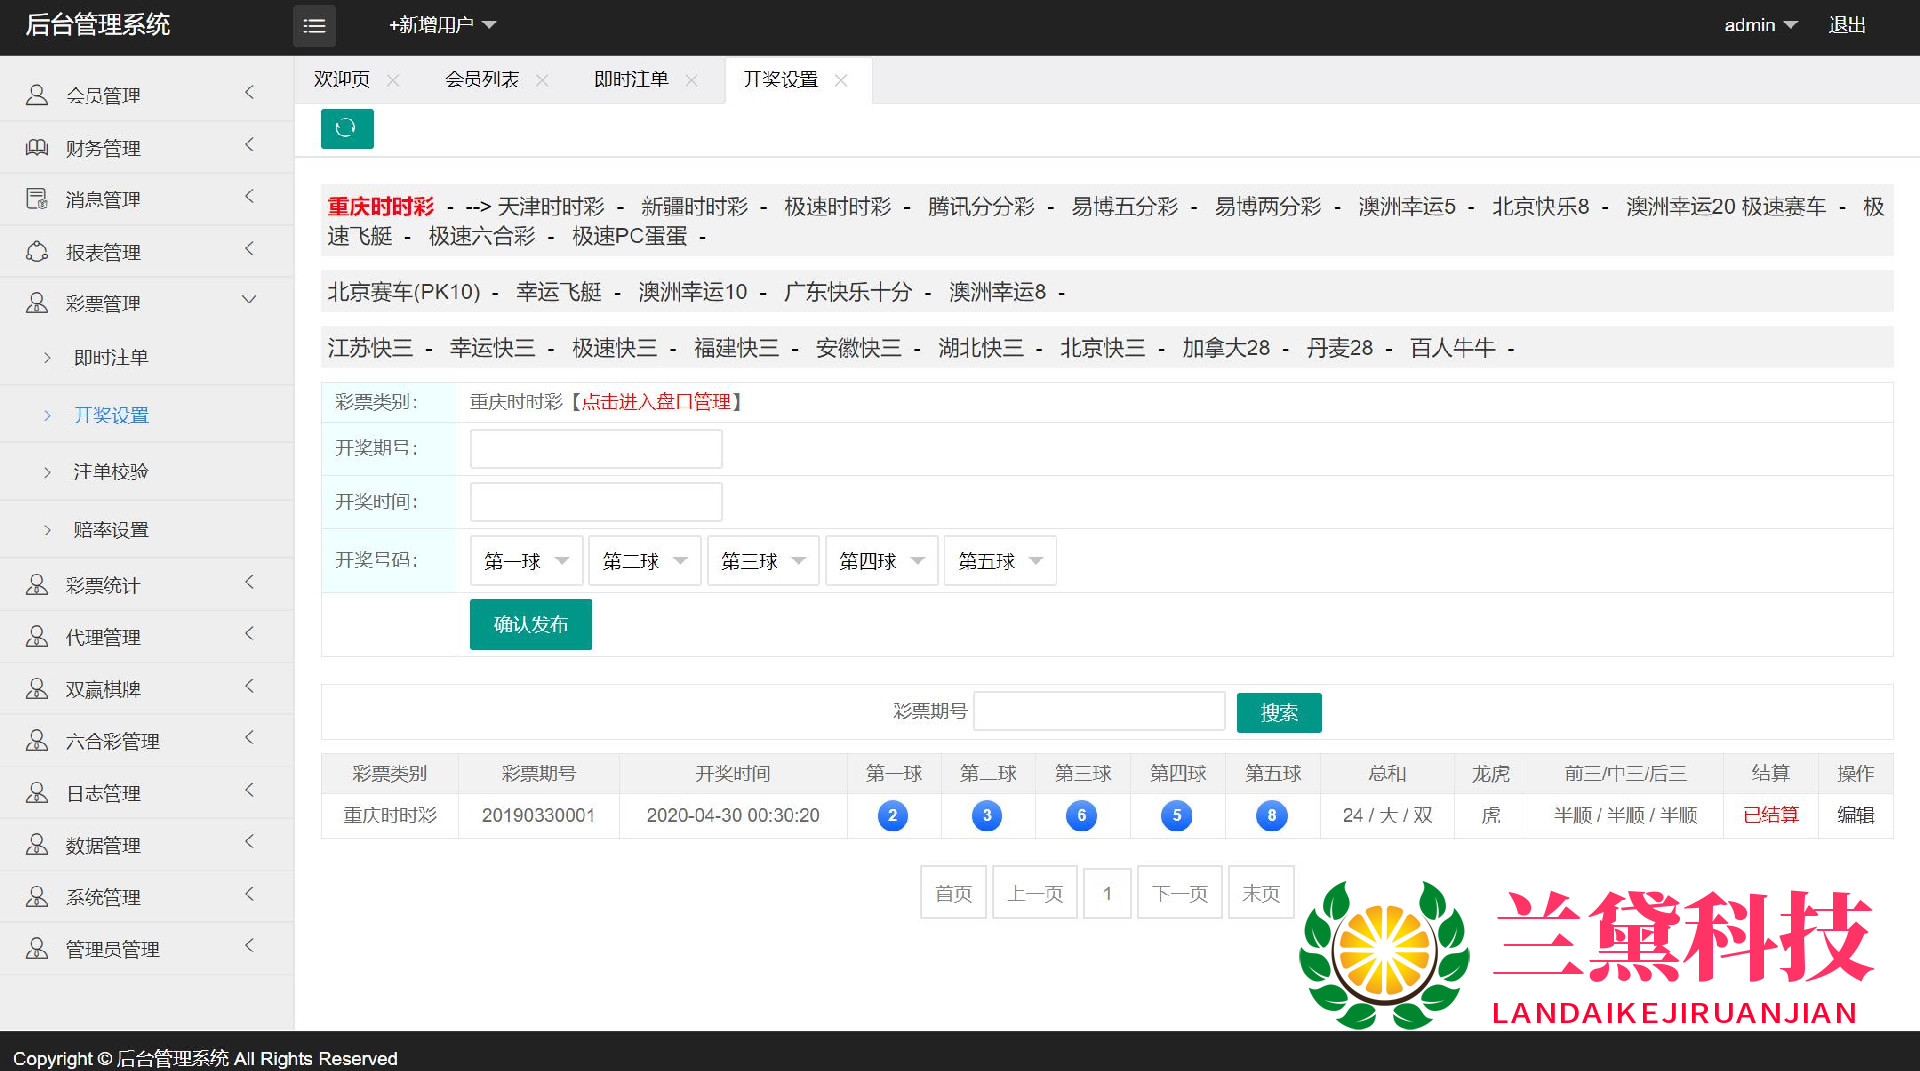 后台管理系统
+新增用户
admin
退出
会员管理
财务管理
消息管理
报表管理
彩票管理
即时注单
开奖设置
注单校验
赔率设置
彩票统计
代理管理
双赢棋牌
六合彩管理
日志管理
数据管理
系统管理
管理员管理
欢迎页
会员列表
即时注单
开奖设置
重庆时时彩 - --> 天津时时彩 - 新疆时时彩 - 极速时时彩 - 腾讯分分彩 - 易博五分彩 - 易博两分彩 - 澳洲幸运5 - 北京快乐8 - 澳洲幸运20 极速赛车 - 极
速飞艇 - 极速六合彩 - 极速PC蛋蛋 -
北京赛车(PK10) - 幸运飞艇 - 澳洲幸运10 - 广东快乐十分 - 澳洲幸运8 -
江苏快三 - 幸运快三 - 极速快三 - 福建快三 - 安徽快三 - 湖北快三 - 北京快三 - 加拿大28 - 丹麦28 - 百人牛牛 -
彩票类别： 重庆时时彩【点击进入盘口管理】
开奖期号：
开奖时间：
开奖号码： 第一球 第二球 第三球 第四球 第五球
确认发布
彩票期号 搜索
彩票类别 彩票期号 开奖时间 第一球 第二球 第三球 第四球 第五球 总和 龙虎 前三/中三/后三 结算 操作
重庆时时彩 20190330001 2020-04-30 00:30:20 2 3 6 5 8 24 / 大 / 双 虎 半顺 / 半顺 / 半顺 已结算 编辑
首页 上一页 1 下一页 末页
兰黛科技
LANDAIKEJIRUANJIAN
Copyright © 后台管理系统 All Rights Reserved